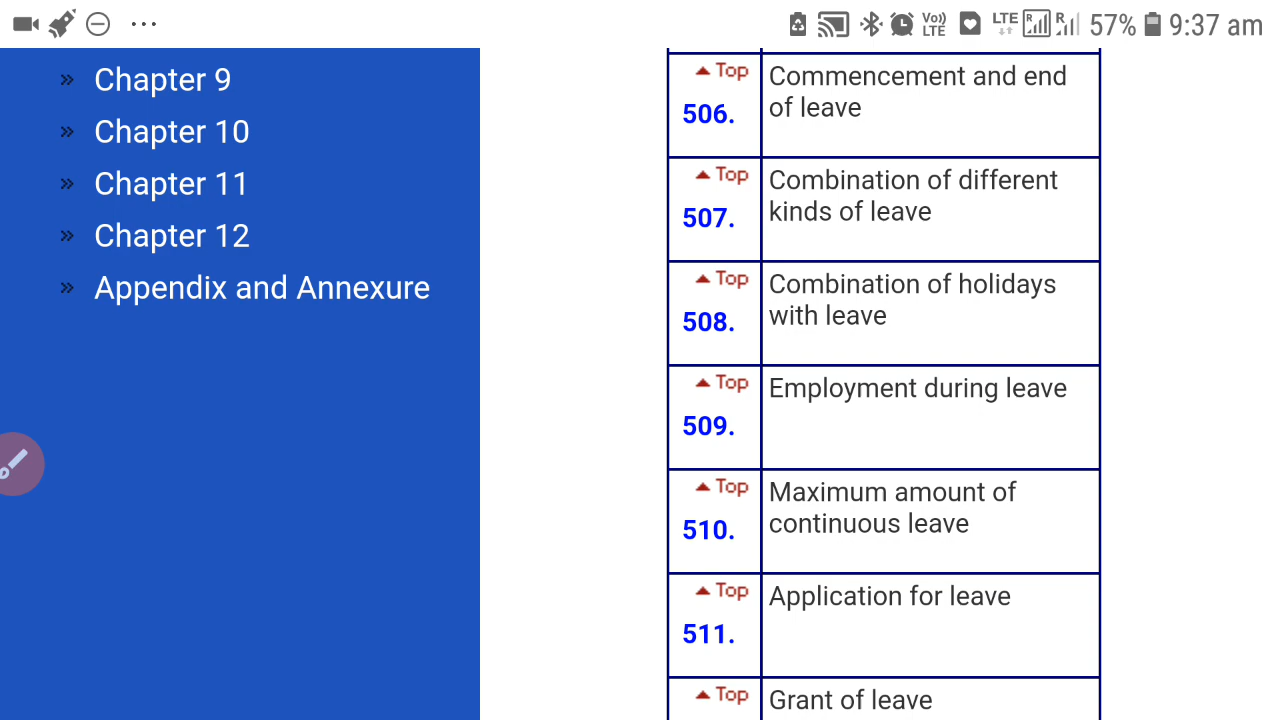 Vo))
LTE
LTE
R
R
57%
9:37 am
» Chapter 9
» Chapter 10
» Chapter 11
» Chapter 12
» Appendix and Annexure
Top
506.
Commencement and end
of leave
Top
507.
Combination of different
kinds of leave
Top
508.
Combination of holidays
with leave
Top
509.
Employment during leave
Top
510.
Maximum amount of
continuous leave
Top
511.
Application for leave
Top
Grant of leave